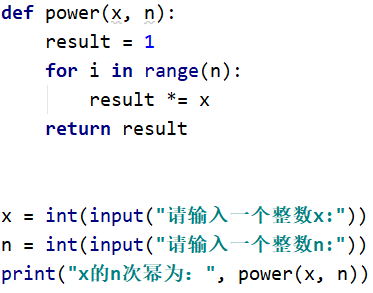 def power(x, n):
    result = 1
    for i in range(n):
        result *= x
    return result
x = int(input("请输入一个整数x:"))
n = int(input("请输入一个整数n:"))
print("x的n次幂为：", power(x, n))